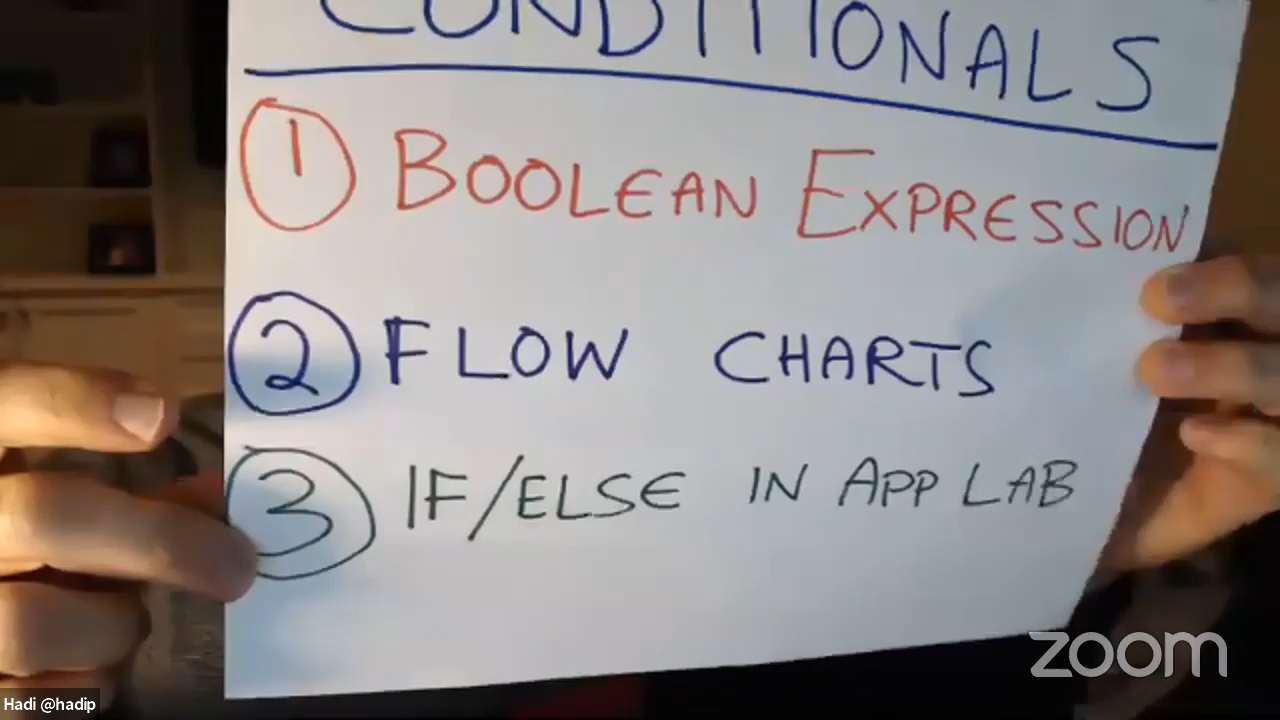 CONDITIONALS
1 BOOLEAN EXPRESSION
2 FLOW CHARTS
3 IF/ELSE IN APP LAB
zoom
Hadi @hadip